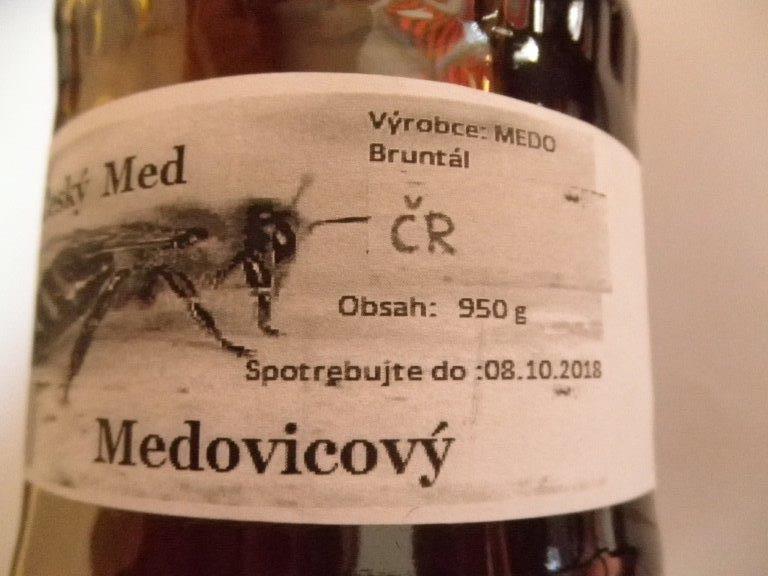 Med
Výrobce: MEDO
Bruntál
ČR
Obsah: 950 g
Spotrebujte do :08.10.2018
Medovicový